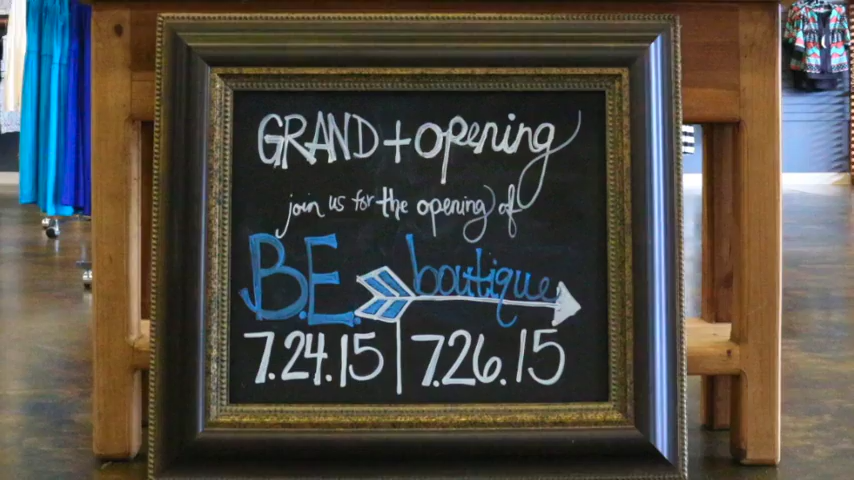 GRAND + opening
join us for the opening of
B.E. boutique
7.24.15 | 7.26.15